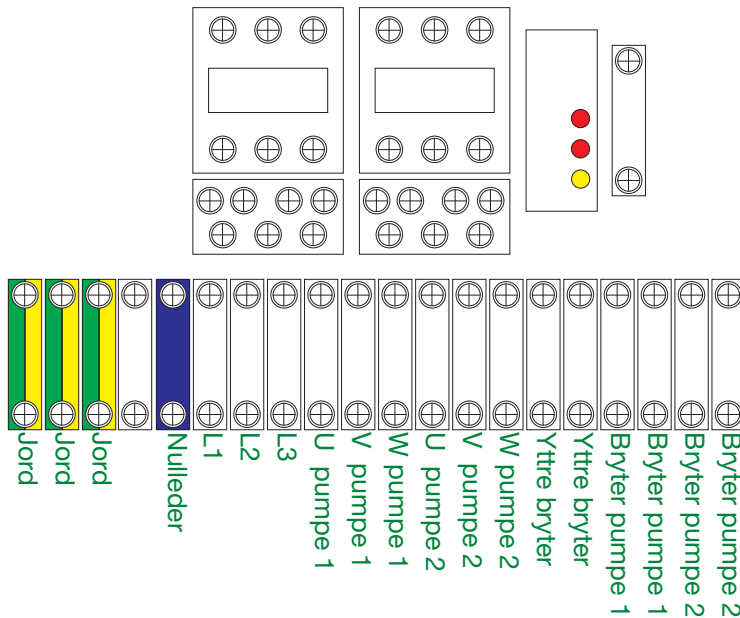 Jord
Jord
Jord
Nulleder
L1
L2
L3
U pumpe 1
V pumpe 1
W pumpe 1
U pumpe 2
V pumpe 2
W pumpe 2
Yttre bryter
Yttre bryter
Bryter pumpe 1
Bryter pumpe 1
Bryter pumpe 2
Bryter pumpe 2